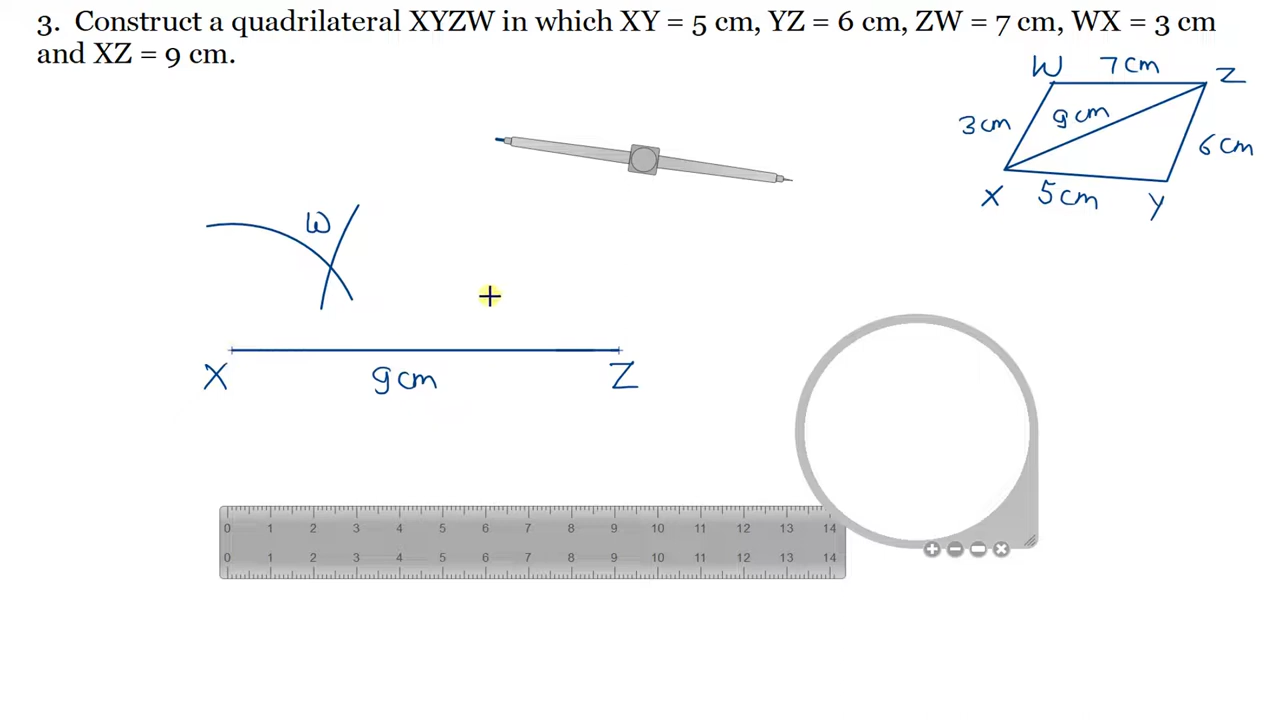 3. Construct a quadrilateral XYZW in which XY = 5 cm, YZ = 6 cm, ZW = 7 cm, WX = 3 cm
and XZ = 9 cm.
W 7cm Z
3cm 9cm
6cm
X 5cm Y
W
X 9cm Z
0 1 2 3 4 5 6 7 8 9 10 11 12 13 14
0 1 2 3 4 5 6 7 8 9 10 11 12 13 14